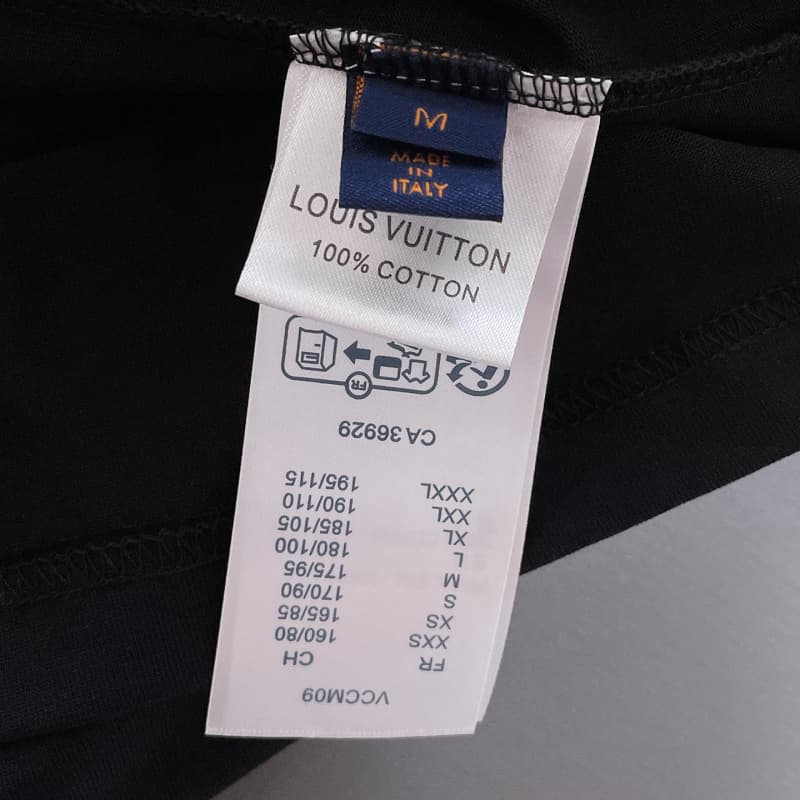 M
MADE
IN
ITALY
LOUIS VUITTON
100% COTTON
VCCM09
FR CH
XXS 160/80
XS 165/85
S 170/90
M 175/95
L 180/100
XL 185/105
XXL 190/110
XXXL 195/115
CA 36929
FR